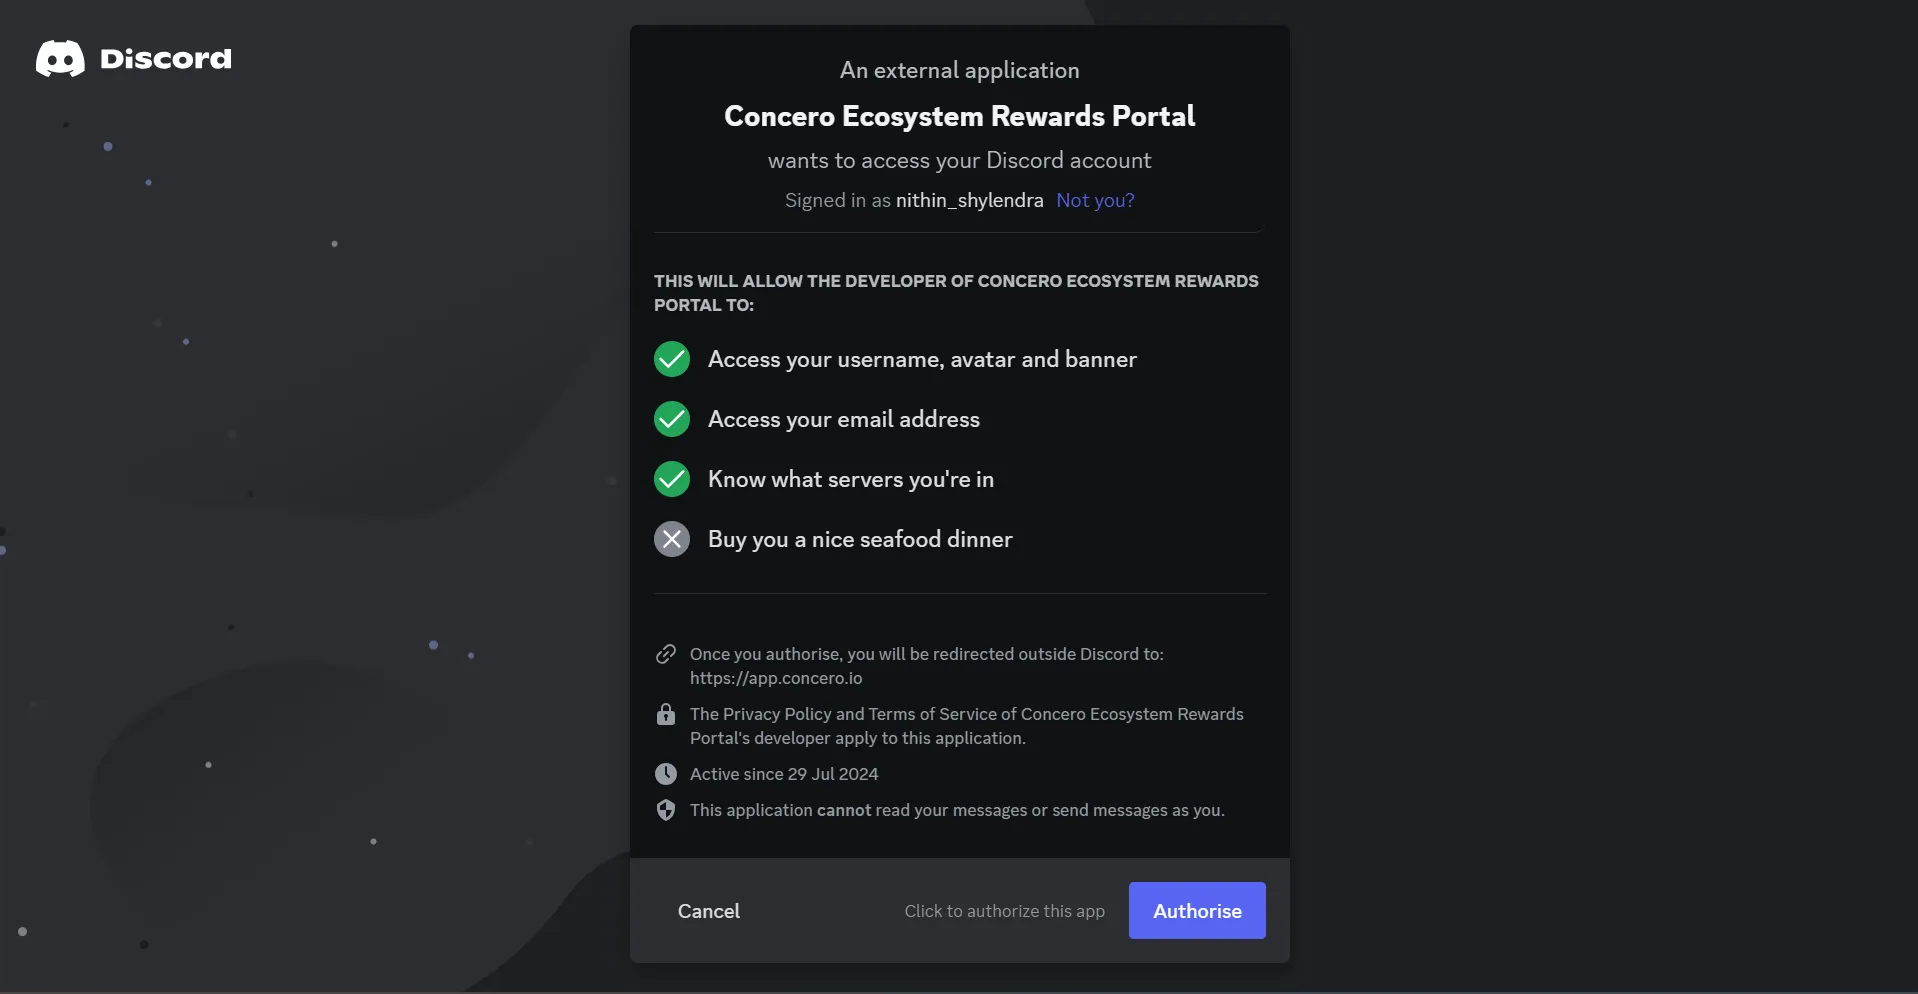 Discord
An external application
Concero Ecosystem Rewards Portal
wants to access your Discord account
Signed in as nithin_shylendra Not you?
THIS WILL ALLOW THE DEVELOPER OF CONCERO ECOSYSTEM REWARDS
PORTAL TO:
Access your username, avatar and banner
Access your email address
Know what servers you're in
Buy you a nice seafood dinner
Once you authorise, you will be redirected outside Discord to:
https://app.concero.io
The Privacy Policy and Terms of Service of Concero Ecosystem Rewards
Portal's developer apply to this application.
Active since 29 Jul 2024
This application cannot read your messages or send messages as you.
Cancel
Click to authorize this app
Authorise